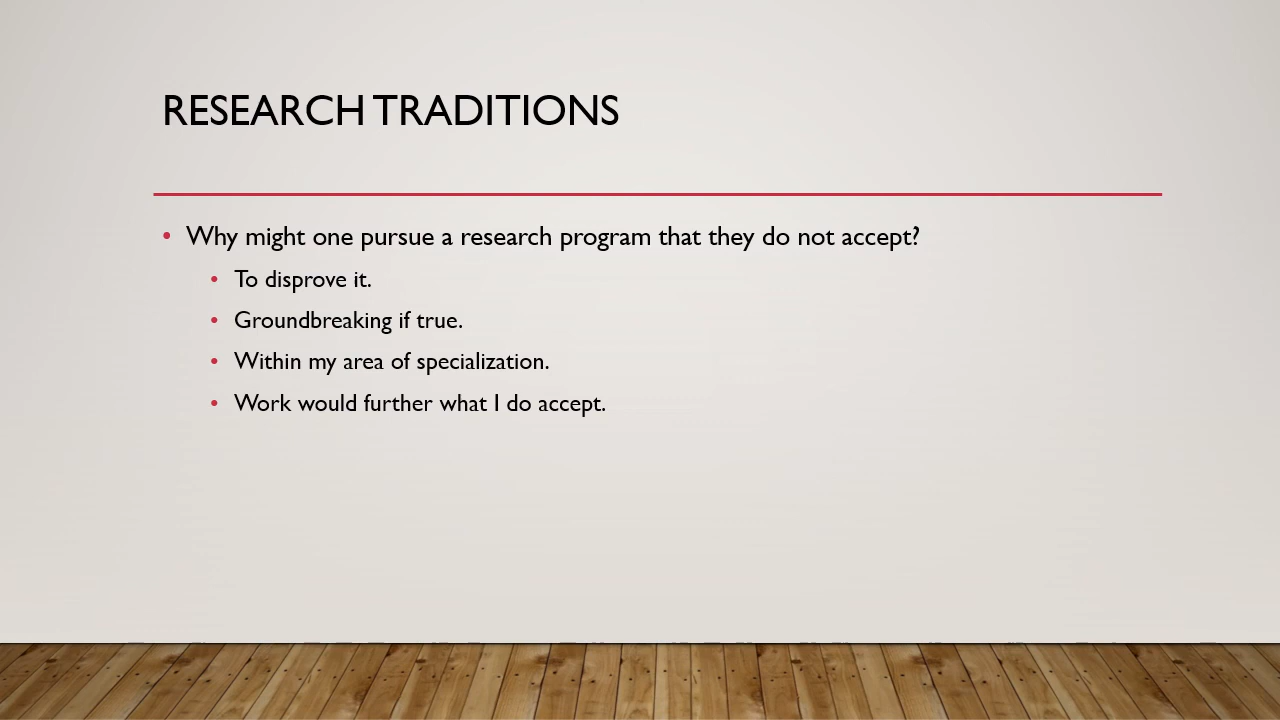 RESEARCH TRADITIONS
• Why might one pursue a research program that they do not accept?
• To disprove it.
• Groundbreaking if true.
• Within my area of specialization.
• Work would further what I do accept.